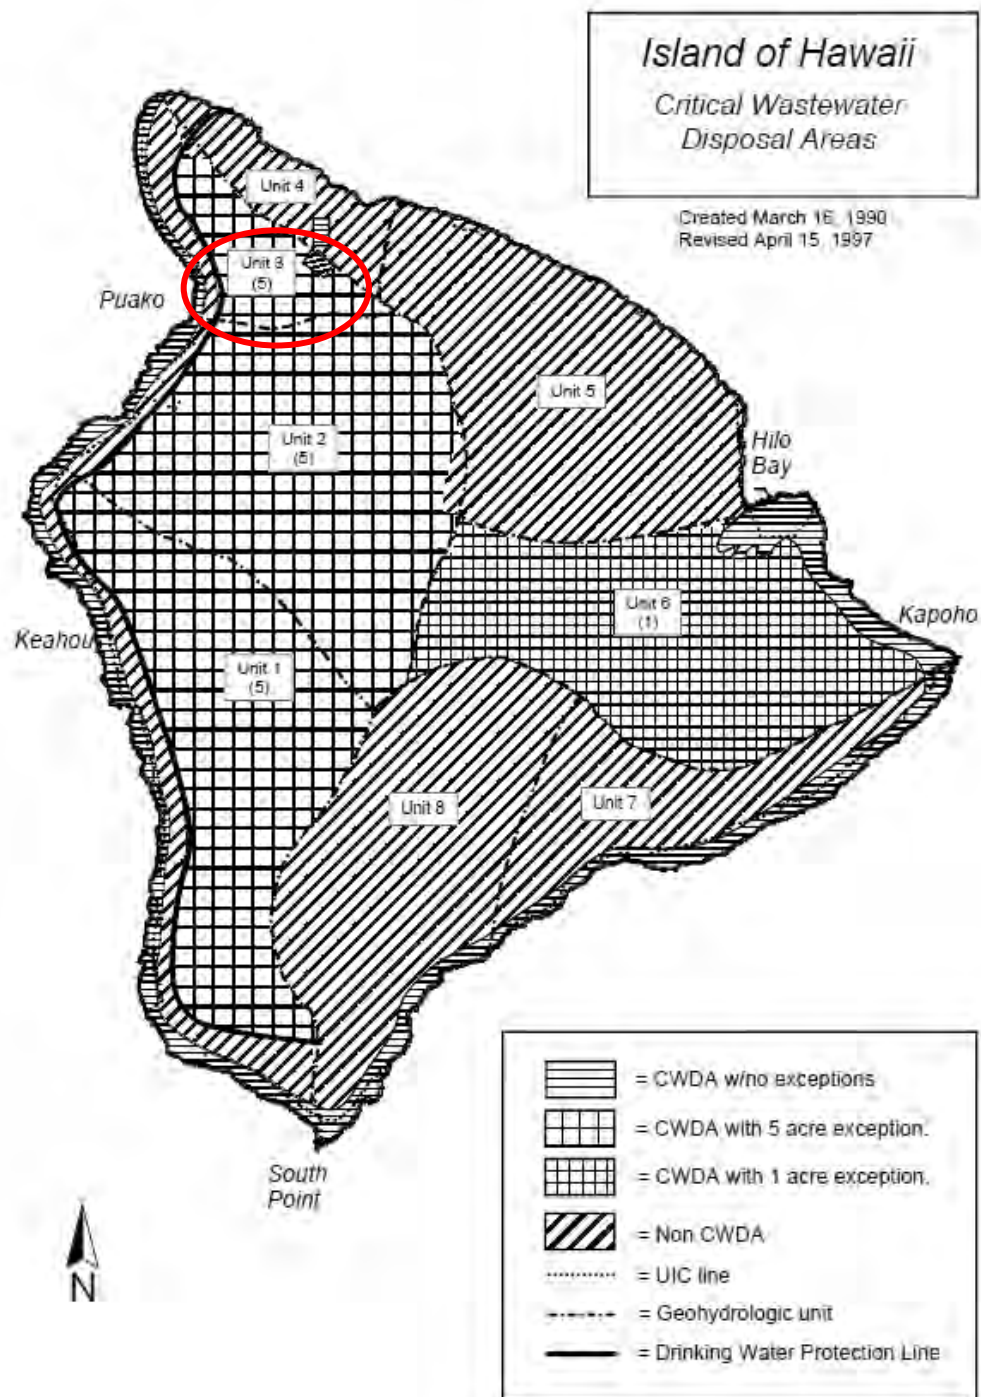 Island of Hawaii
Critical Wastewater
Disposal Areas
Created March 16, 1990
Revised April 15, 1997
Unit 4
Unit 3
(5)
Puako
Unit 5
Unit 2
(5)
Hilo
Bay
Unit 6
(1)
Kapoho
Keahou
Unit 1
(5)
Unit 8
Unit 7
South
Point
N
= CWDA w/no exceptions
= CWDA with 5 acre exception.
= CWDA with 1 acre exception.
= Non CWDA
= UIC line
= Geohydrologic unit
= Drinking Water Protection Line